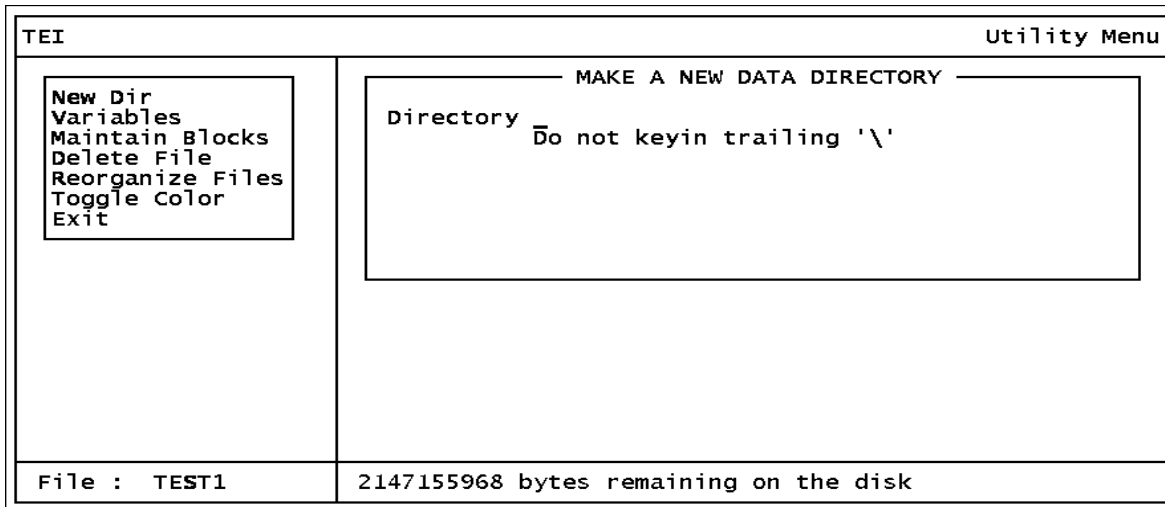 TEI Utility Menu
New Dir
Variables
Maintain Blocks
Delete File
Reorganize Files
Toggle Color
Exit
MAKE A NEW DATA DIRECTORY
Directory _
Do not keyin trailing '\'
File : TEST1
2147155968 bytes remaining on the disk